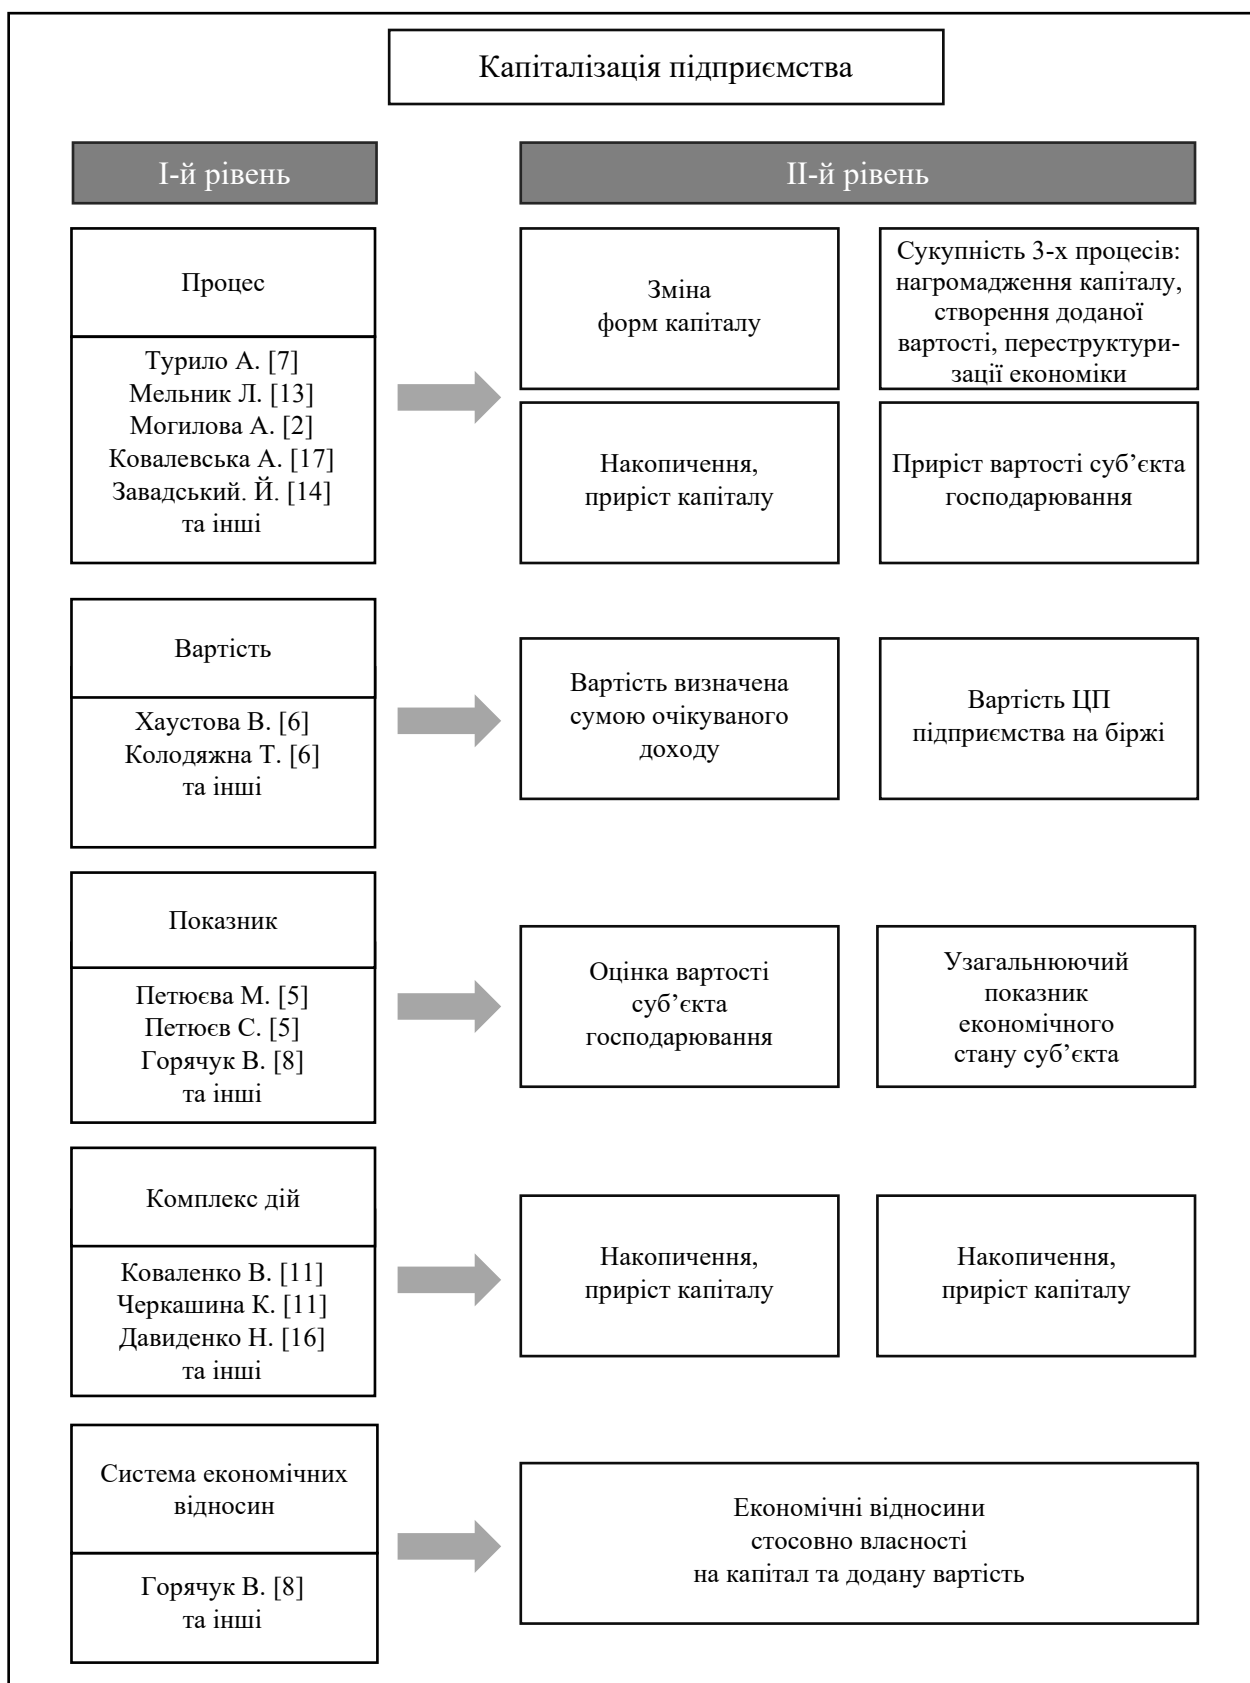 Капіталізація підприємства
І-й рівень
ІІ-й рівень
Процес
Турило А. [7]
Мельник Л. [13]
Могилова А. [2]
Ковалевська А. [17]
Завадський. Й. [14]
та інші
Зміна
форм капіталу
Сукупність 3-х процесів:
нагромадження капіталу,
створення доданої
вартості, переструктури-
зації економіки
Накопичення,
приріст капіталу
Приріст вартості суб’єкта
господарювання
Вартість
Хаустова В. [6]
Колодяжна Т. [6]
та інші
Вартість визначена
сумою очікуваного
доходу
Вартість ЦП
підприємства на біржі
Показник
Петюєва М. [5]
Петюєв С. [5]
Горячук В. [8]
та інші
Оцінка вартості
суб’єкта
господарювання
Узагальнюючий
показник
економічного
стану суб’єкта
Комплекс дій
Коваленко В. [11]
Черкашина К. [11]
Давиденко Н. [16]
та інші
Накопичення,
приріст капіталу
Накопичення,
приріст капіталу
Система економічних
відносин
Горячук В. [8]
та інші
Економічні відносини
стосовно власності
на капітал та додану вартість